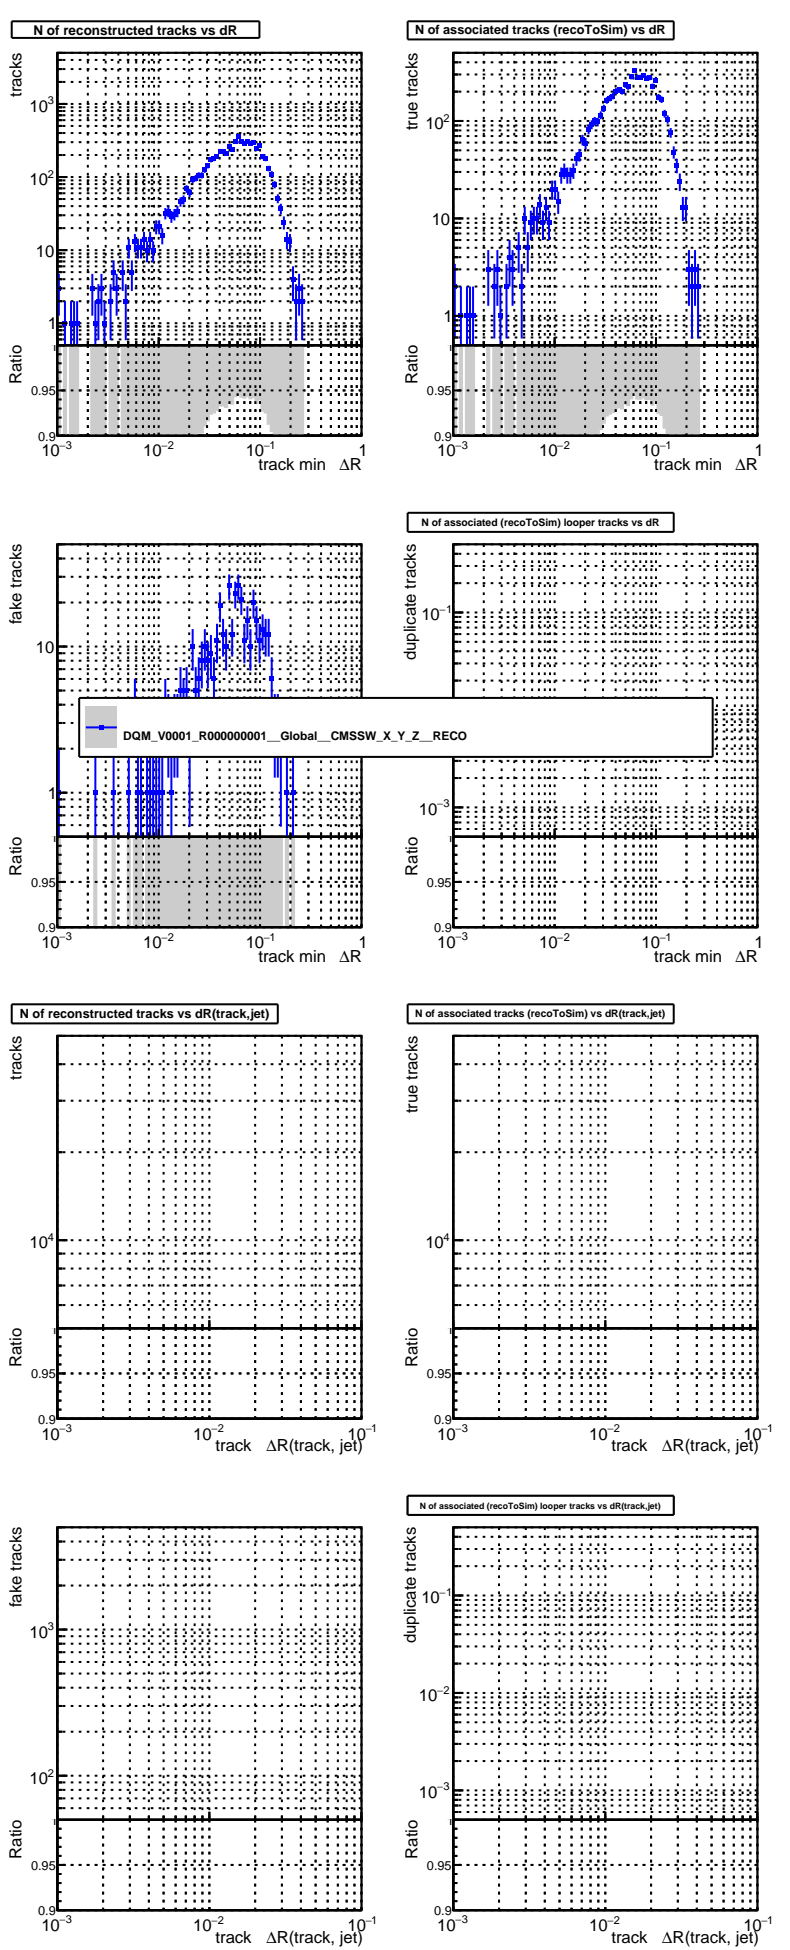 N of reconstructed tracks vs dR
tracks
10³
10²
10
1
Ratio
0.95
0.9
10⁻³ 10⁻² 10⁻¹ 1
track min ΔR
N of associated tracks (recoToSim) vs dR
true tracks
10²
10
1
Ratio
0.95
0.9
10⁻³ 10⁻² 10⁻¹ 1
track min ΔR
fake tracks
10
1
Ratio
0.95
0.9
10⁻³ 10⁻² 10⁻¹ 1
track min ΔR
N of associated (recoToSim) looper tracks vs dR
duplicate tracks
10⁻¹
10⁻³
Ratio
0.95
0.9
10⁻³ 10⁻² 10⁻¹ 1
track min ΔR
DQM_V0001_R000000001__Global__CMSSW_X_Y_Z__RECO
N of reconstructed tracks vs dR(track,jet)
tracks
10⁴
Ratio
0.95
0.9
10⁻³ 10⁻² 10⁻¹
track ΔR(track, jet)
N of associated tracks (recoToSim) vs dR(track,jet)
true tracks
10⁴
Ratio
0.95
0.9
10⁻³ 10⁻² 10⁻¹
track ΔR(track, jet)
fake tracks
10³
10²
Ratio
0.95
0.9
10⁻³ 10⁻² 10⁻¹
track ΔR(track, jet)
N of associated (recoToSim) looper tracks vs dR(track,jet)
duplicate tracks
10⁻¹
10⁻²
10⁻³
Ratio
0.95
0.9
10⁻³ 10⁻² 10⁻¹
track ΔR(track, jet)